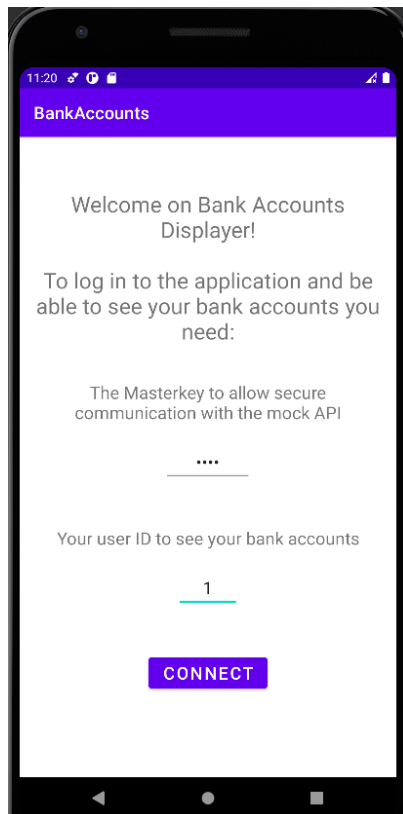 11:20
BankAccounts
Welcome on Bank Accounts
Displayer!
To log in to the application and be
able to see your bank accounts you
need:
The Masterkey to allow secure
communication with the mock API
••••
Your user ID to see your bank accounts
1
CONNECT